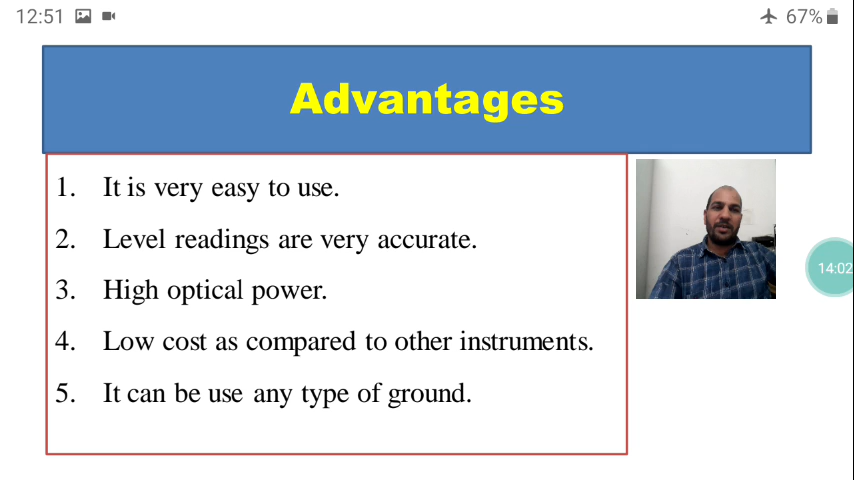 12:51 67%
Advantages
1. It is very easy to use.
2. Level readings are very accurate.
3. High optical power.
4. Low cost as compared to other instruments.
5. It can be use any type of ground.
14:02